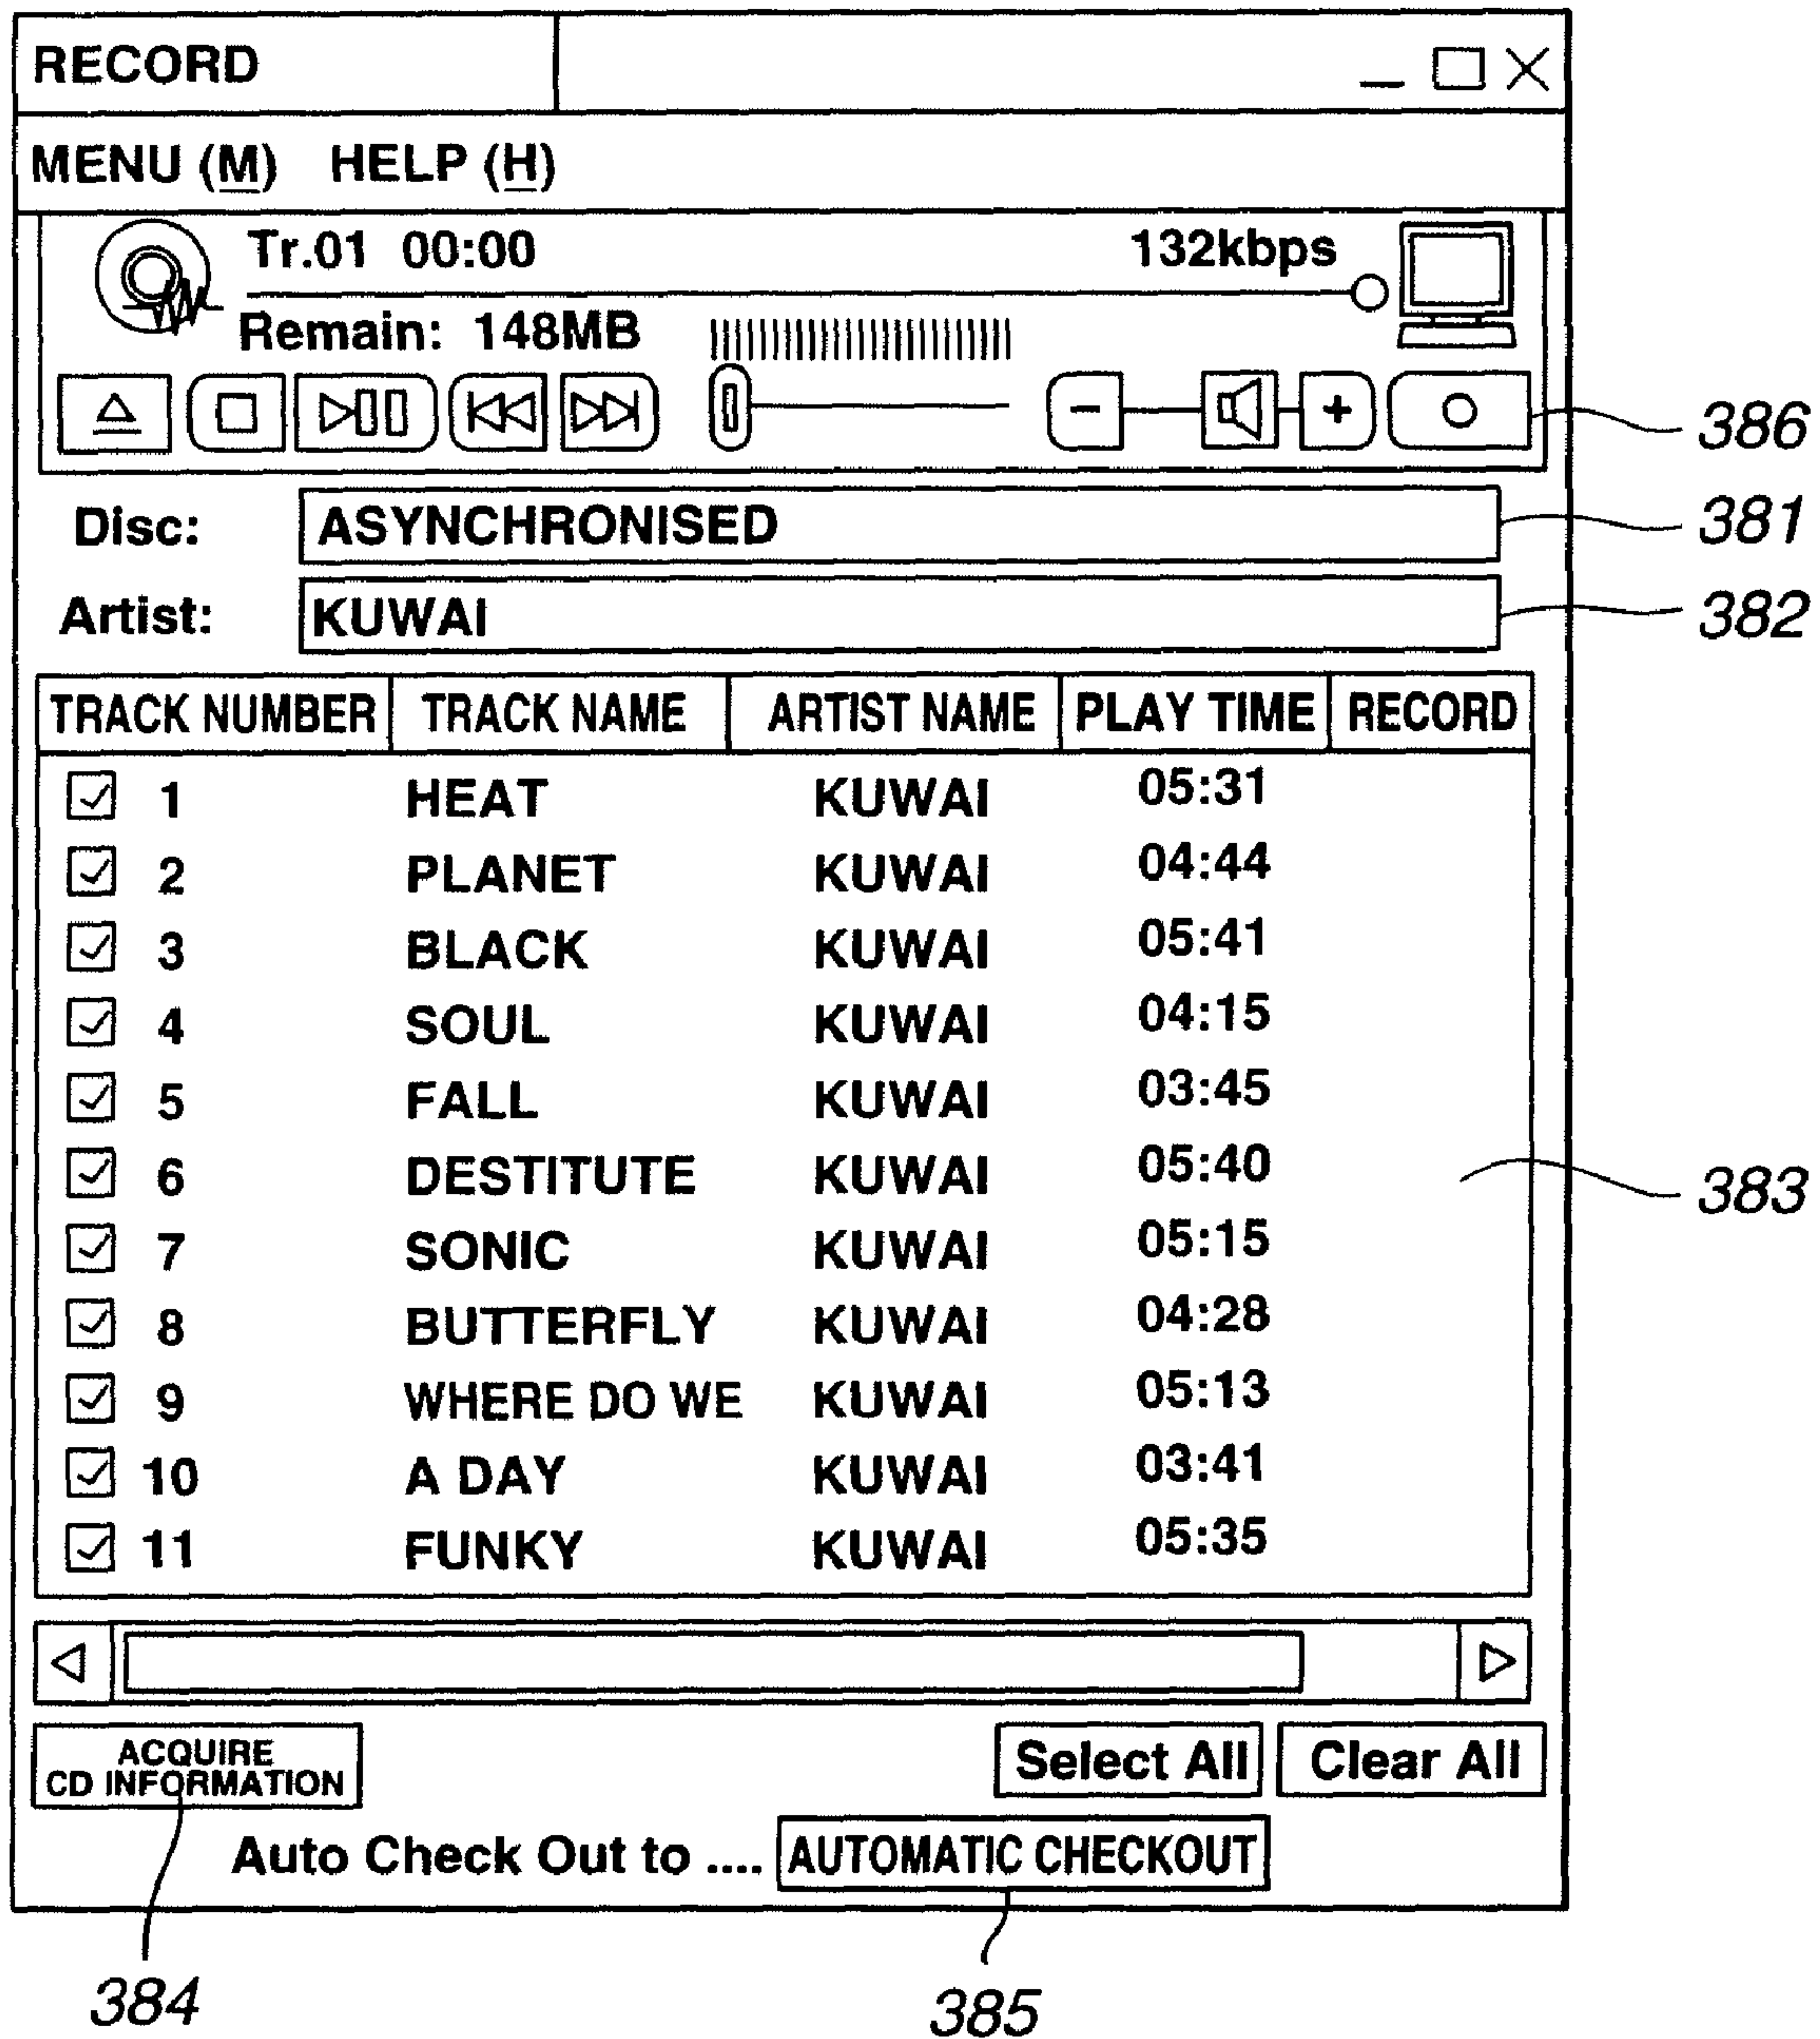 RECORD
MENU (M) HELP (H)
Tr.01 00:00 132kbps
Remain: 148MB
386
Disc: ASYNCHRONISED 381
Artist: KUWAI 382
TRACK NUMBER TRACK NAME ARTIST NAME PLAY TIME RECORD
1 HEAT KUWAI 05:31
2 PLANET KUWAI 04:44
3 BLACK KUWAI 05:41
4 SOUL KUWAI 04:15
5 FALL KUWAI 03:45
6 DESTITUTE KUWAI 05:40
383
7 SONIC KUWAI 05:15
8 BUTTERFLY KUWAI 04:28
9 WHERE DO WE KUWAI 05:13
10 A DAY KUWAI 03:41
11 FUNKY KUWAI 05:35
ACQUIRE
CD INFORMATION
Select All Clear All
Auto Check Out to .... AUTOMATIC CHECKOUT
384 385